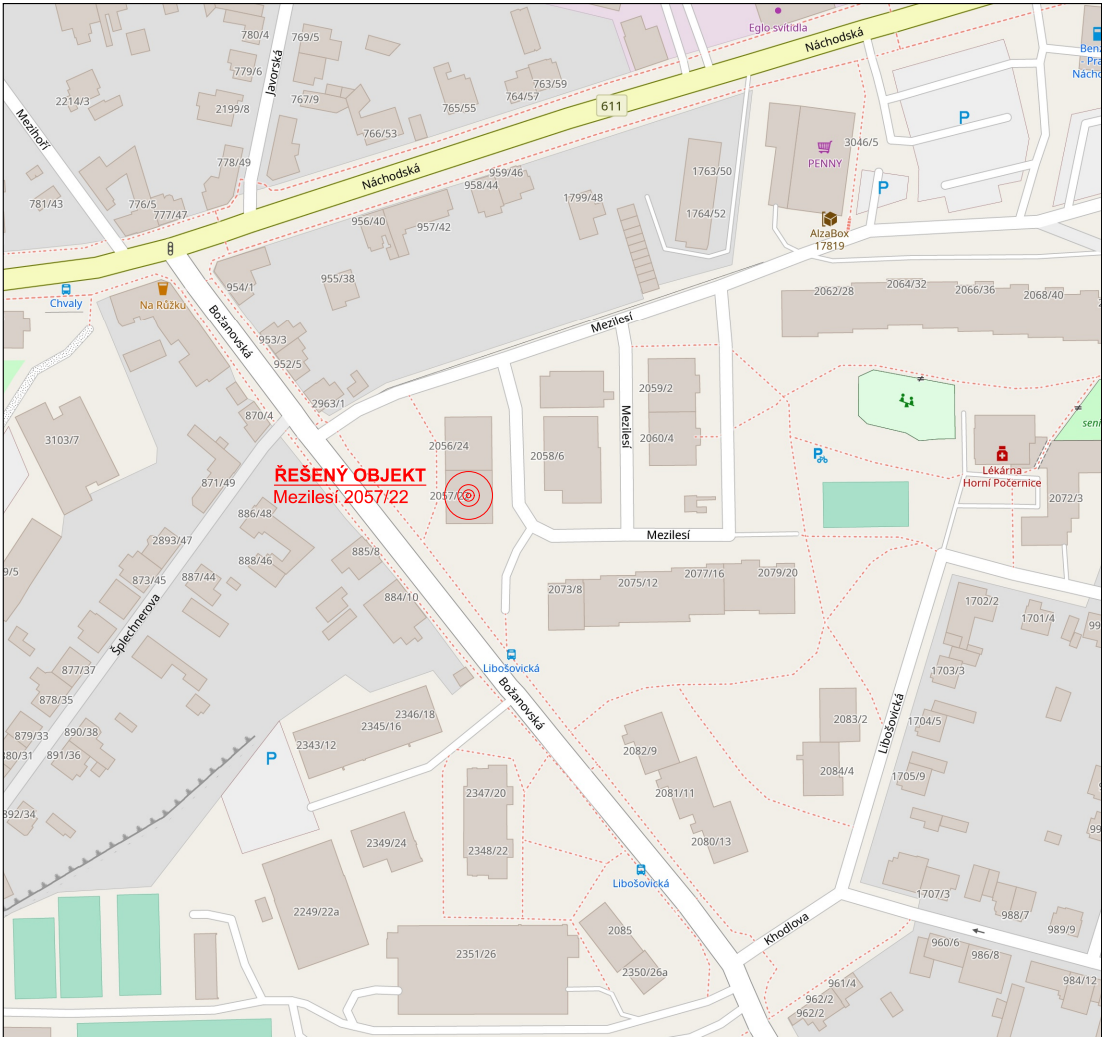 780/4
769/5
Eglo svítidla
Náchodská
779/6
Javorská
2214/3
2199/8
767/9
763/59
764/57
765/55
611
766/53
Mezihoří
3046/5
PENNY
P
778/49
781/43
776/5
777/47
Náchodská
959/46
958/44
1799/48
1763/50
1764/52
P
956/40
957/42
AlzaBox
17819
Chvaly
Na Růžku
954/1
955/38
Božanovská
953/3
952/5
2963/1
Mezilesí
2062/28
2064/32
2066/36
2068/40
870/4
3103/7
2059/2
2060/4
Mezilesí
2056/24
2058/6
ŘEŠENÝ OBJEKT
Mezilesí 2057/22
P
Lékárna
Horní Počernice
2072/3
871/49
886/48
2893/47
888/46
885/8
Mezilesí
873/45
887/44
884/10
2073/8
2075/12
2077/16
2079/20
Šplechnerova
877/37
878/35
879/33
890/38
891/36
Libošovická
Božanovská
1702/2
1701/4
1703/3
1704/5
1705/9
Libošovická
2346/18
2345/16
2343/12
P
2083/2
2084/4
2082/9
2081/11
2080/13
2347/20
2348/22
2349/24
2249/22a
Libošovická
2351/26
2085
2350/26a
Khodlova
1707/3
988/7
989/9
960/6
986/8
984/12
961/4
962/2
962/2